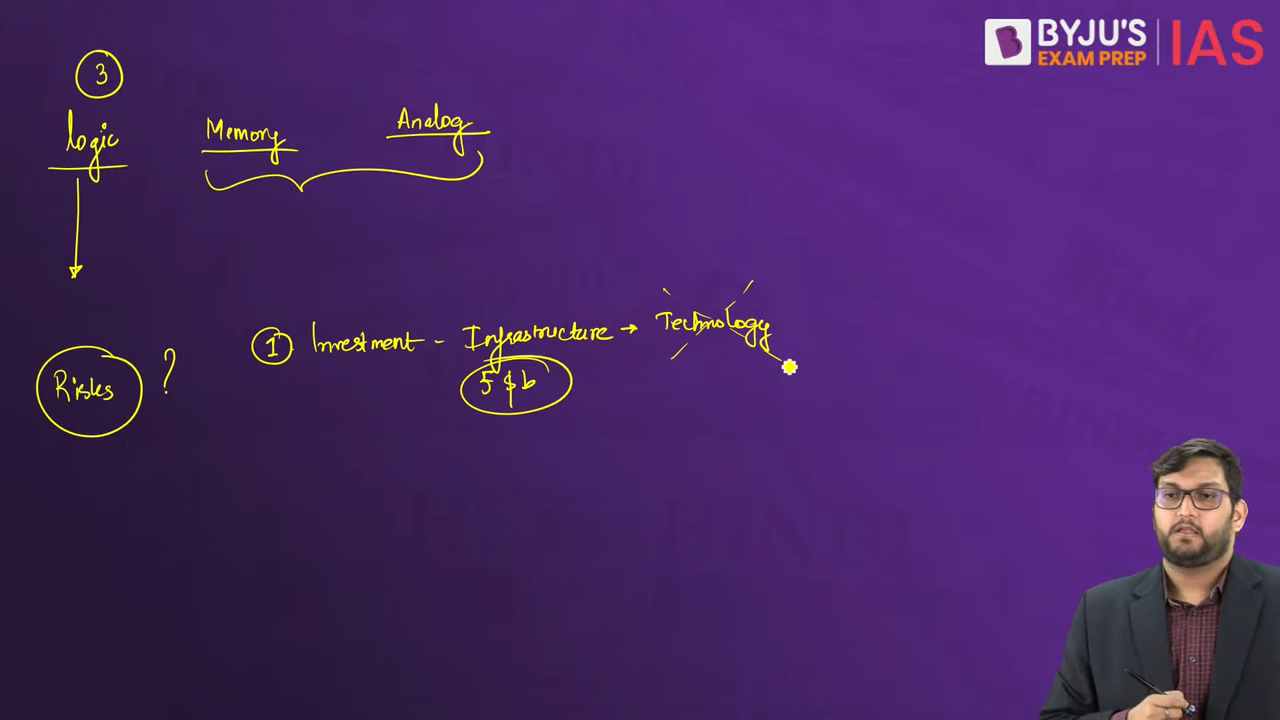 BYJU'S
EXAM PREP
IAS
3
logic
Memory
Analog
Risks ?
1 Investment - Infrastructure → Technology
5 $b